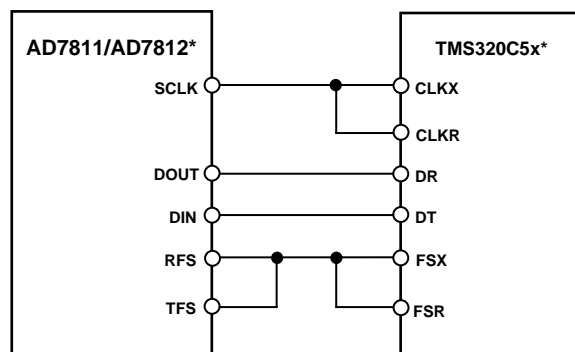 AD7811/AD7812*
TMS320C5x*
SCLK
CLKX
CLKR
DOUT
DR
DIN
DT
RFS
FSX
TFS
FSR